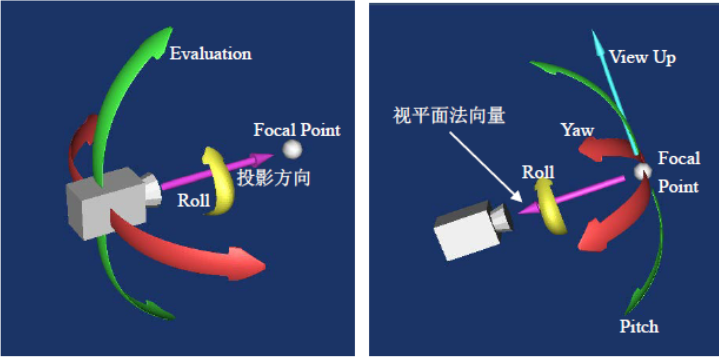 Evaluation
Focal Point
投影方向
Roll
View Up
视平面法向量
Yaw
Roll
Focal
Point
Pitch